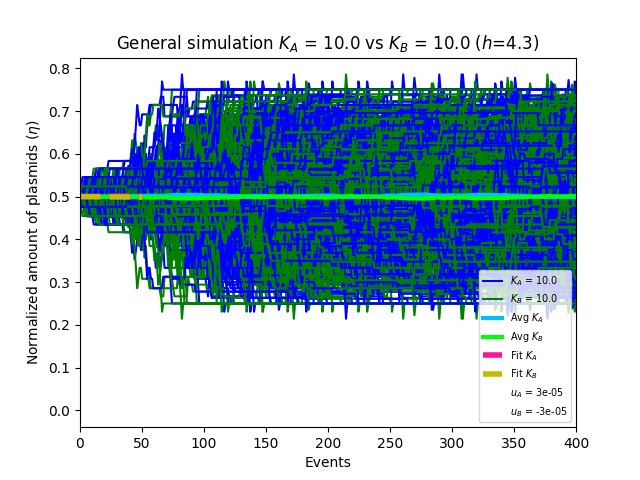 General simulation K_A = 10.0 vs K_B = 10.0 (h=4.3)
Normalized amount of plasmids (η)
0.8
0.7
0.6
0.5
0.4
0.3
0.2
0.1
0.0
K_A = 10.0
K_B = 10.0
Avg K_A
Avg K_B
Fit K_A
Fit K_B
u_A = 3e-05
u_B = -3e-05
0 50 100 150 200 250 300 350 400
Events